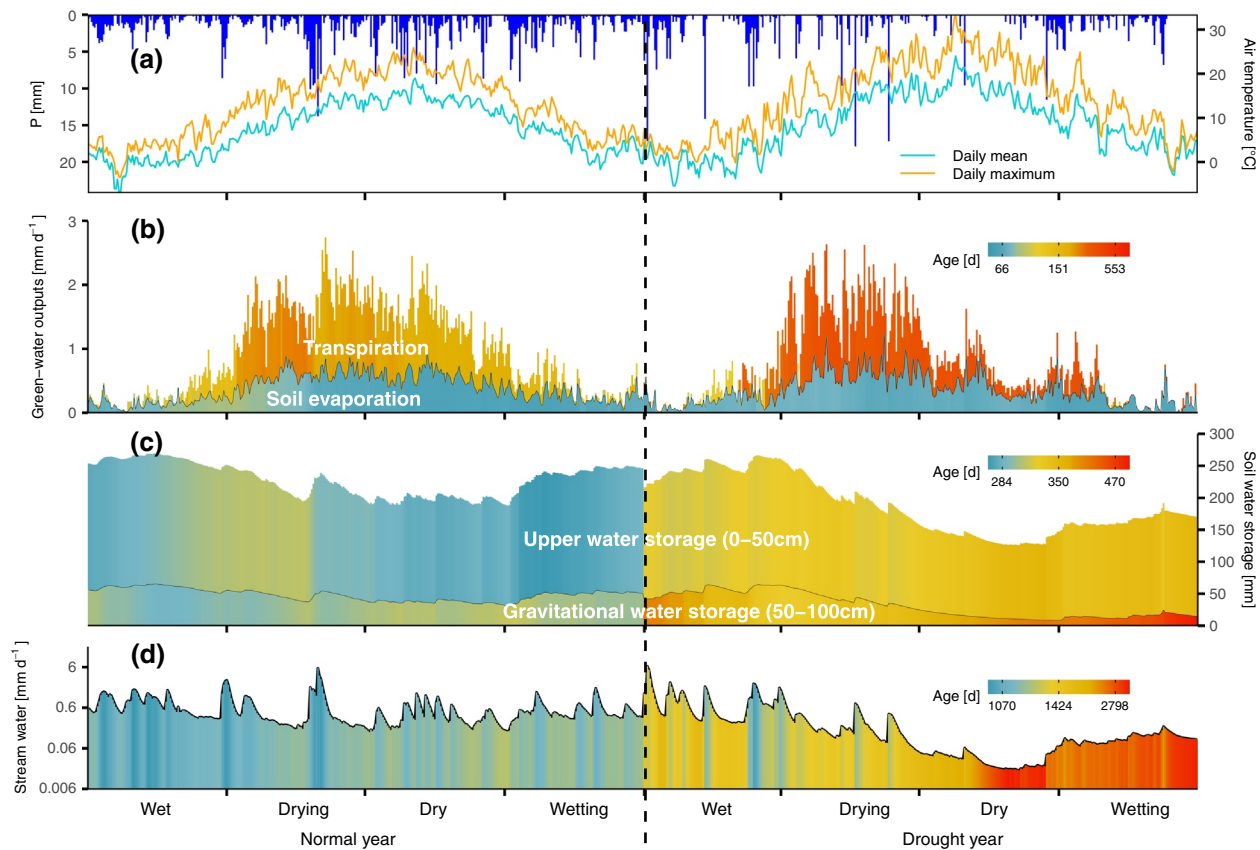 (a)
P [mm]
0
5
10
15
20
30
20
10
0
Air temperature [°C]
Daily mean
Daily maximum
(b)
Green−water outputs [mm d−1 ]
3
2
1
0
Age [d]
66 151 553
Transpiration
Soil evaporation
(c)
Age [d]
284 350 470
300
250
200
150
100
50
0
Soil water storage [mm]
Upper water storage (0−50cm)
Gravitational water storage (50−100cm)
(d)
Stream water [mm d−1 ]
6
0.6
0.06
0.006
Age [d]
1070 1424 2798
Wet Drying Dry Wetting Wet Drying Dry Wetting
Normal year Drought year